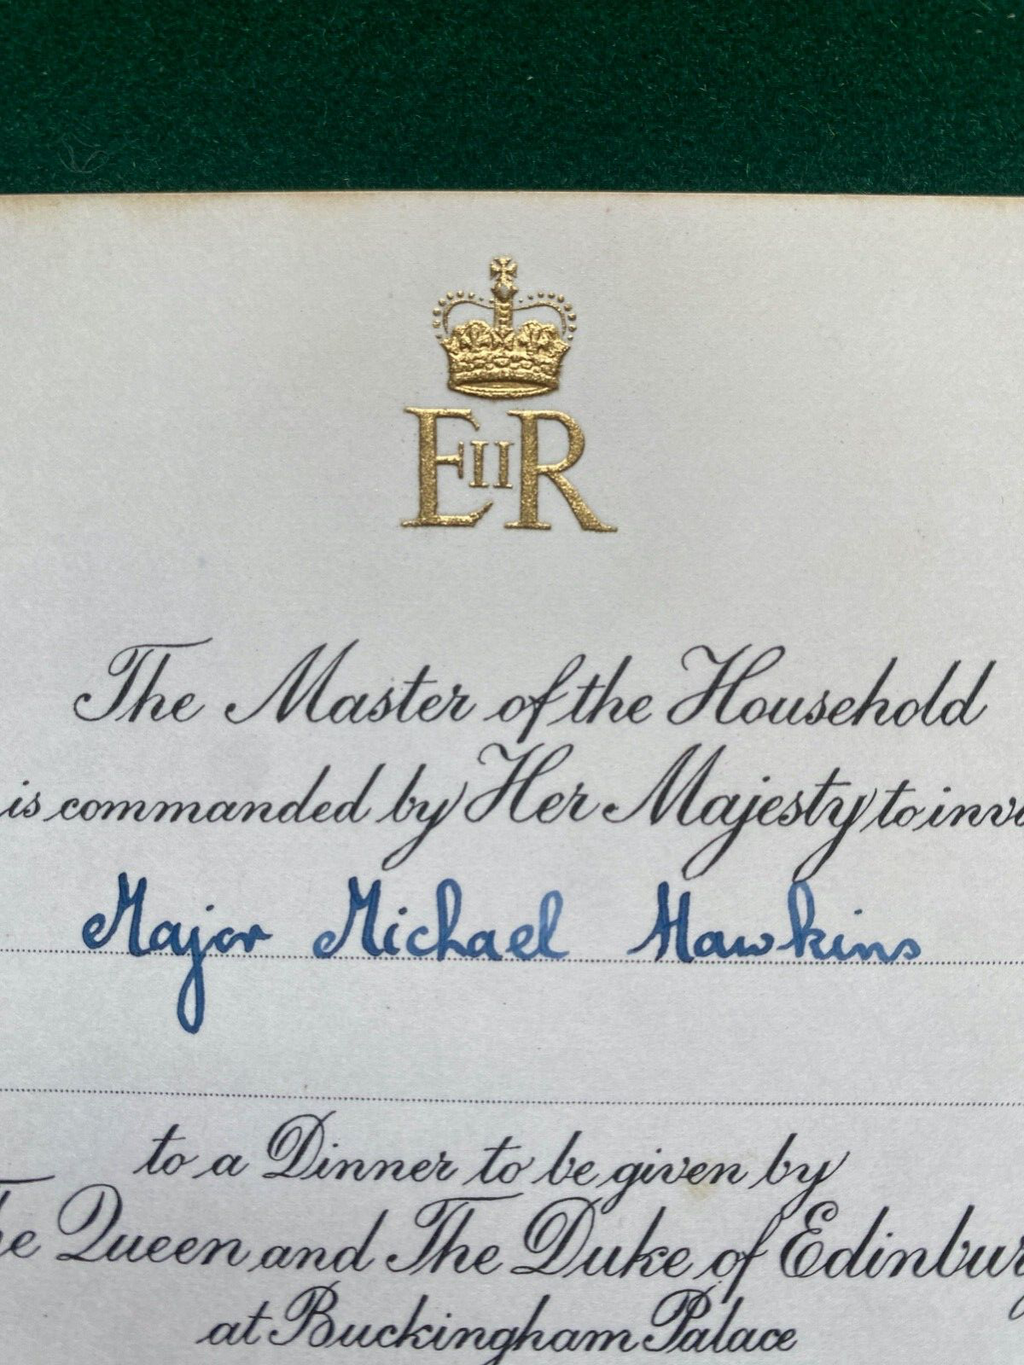 EIIR
The Master of the Household
is commanded by Her Majesty to invi
Major Michael Hawkins
to a Dinner to be given by
he Queen and The Duke of Edinbur
at Buckingham Palace